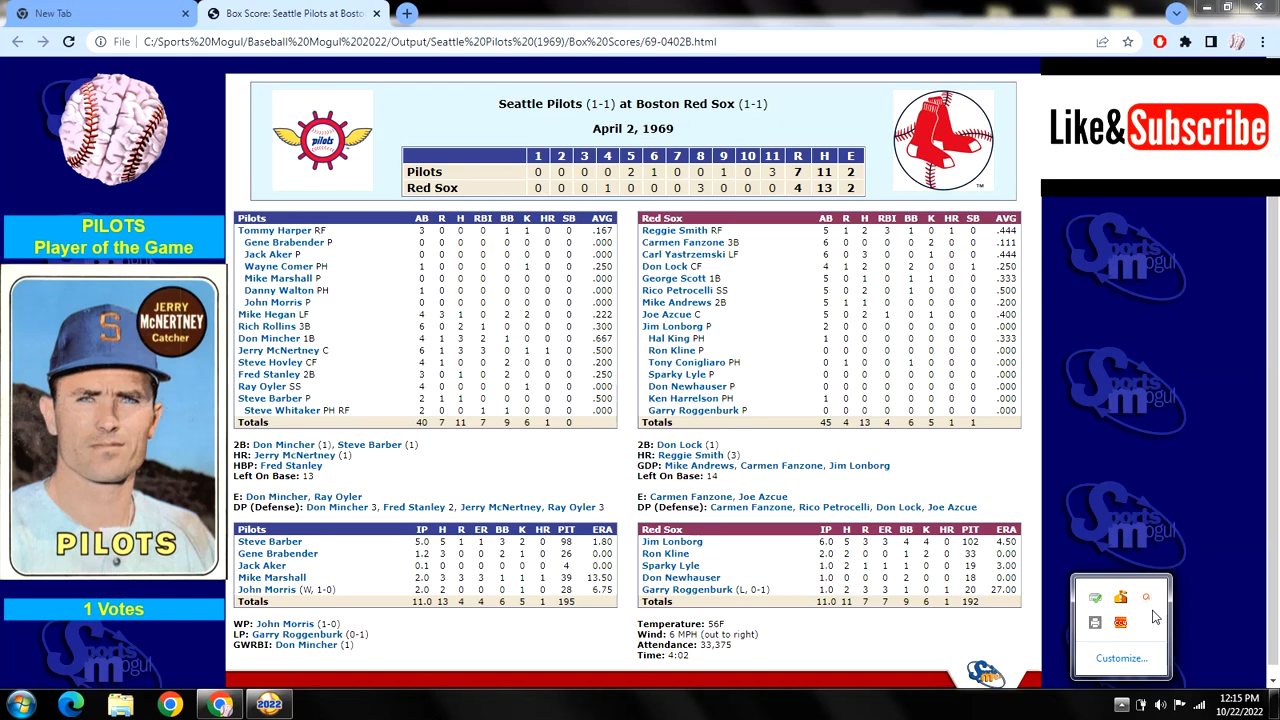 New Tab
Box Score: Seattle Pilots at Bosto
File C:/Sports%20Mogul/Baseball%20Mogul%202022/Output/Seattle%20Pilots%20(1969)/Box%20Scores/69-0402B.html
Seattle Pilots (1-1) at Boston Red Sox (1-1)
April 2, 1969
pilots
1 2 3 4 5 6 7 8 9 10 11 R H E
Pilots 0 0 0 0 2 1 0 0 1 0 3 7 11 2
Red Sox 0 0 0 1 0 0 0 3 0 0 0 4 13 2
TM
Like& Subscribe
PILOTS
Player of the Game
JERRY
McNERTNEY
Catcher
S
PILOTS
1 Votes
Pilots AB R H RBI BB K HR SB AVG
Tommy Harper RF 3 0 0 0 1 1 0 0 .167
Gene Brabender P 0 0 0 0 0 0 0 0 .000
Jack Aker P 0 0 0 0 0 0 0 0 .000
Wayne Comer PH 1 0 0 0 0 1 0 0 .250
Mike Marshall P 0 0 0 0 0 0 0 0 .000
Danny Walton PH 1 0 0 0 0 0 0 0 .000
John Morris P 0 0 0 0 0 0 0 0 .000
Mike Hegan LF 4 3 1 0 2 2 0 0 .222
Rich Rollins 3B 6 0 2 1 0 0 0 0 .300
Don Mincher 1B 4 1 3 2 1 0 0 0 .667
Jerry McNertney C 6 1 3 3 0 1 1 0 .500
Steve Hovley CF 4 1 0 0 2 0 0 0 .200
Fred Stanley 2B 3 0 1 0 2 0 0 0 .250
Ray Oyler SS 4 0 0 0 0 1 0 0 .000
Steve Barber P 2 1 1 0 0 0 0 0 .500
Steve Whitaker PH RF 2 0 0 1 1 0 0 0 .000
Totals 40 7 11 7 9 6 1 0
2B: Don Mincher (1), Steve Barber (1)
HR: Jerry McNertney (1)
HBP: Fred Stanley
Left On Base: 13
E: Don Mincher, Ray Oyler
DP (Defense): Don Mincher 3, Fred Stanley 2, Jerry McNertney, Ray Oyler 3
Red Sox AB R H RBI BB K HR SB AVG
Reggie Smith RF 5 1 2 3 1 0 1 0 .444
Carmen Fanzone 3B 6 0 0 0 0 2 0 0 .111
Carl Yastrzemski LF 6 0 3 0 0 1 0 0 .444
Don Lock CF 4 1 2 0 2 0 0 1 .250
George Scott 1B 5 0 1 0 1 1 0 0 .333
Rico Petrocelli SS 5 0 1 0 1 0 0 0 .500
Mike Andrews 2B 5 1 1 0 0 0 0 0 .200
Joe Azcue C 5 0 2 1 0 1 0 0 .400
Jim Lonborg P 2 0 0 0 0 0 0 0 .000
Hal King PH 1 0 0 0 0 0 0 0 .333
Ron Kline P 0 0 0 0 0 0 0 0 .000
Tony Conigliaro PH 0 1 0 0 1 0 0 0 .000
Sparky Lyle P 0 0 0 0 0 0 0 0 .000
Don Newhauser P 0 0 0 0 0 0 0 0 .000
Ken Harrelson PH 1 0 0 0 0 0 0 0 .000
Garry Roggenburk P 0 0 0 0 0 0 0 0 .000
Totals 45 4 13 4 6 5 1 1
2B: Don Lock (1)
HR: Reggie Smith (3)
GDP: Mike Andrews, Carmen Fanzone, Jim Lonborg
Left On Base: 14
E: Carmen Fanzone, Joe Azcue
DP (Defense): Carmen Fanzone, Rico Petrocelli, Don Lock, Joe Azcue
Pilots IP H R ER BB K HR PIT ERA
Steve Barber 5.0 5 1 1 3 2 0 98 1.80
Gene Brabender 1.2 3 0 0 2 1 0 26 0.00
Jack Aker 0.1 0 0 0 0 0 0 4 0.00
Mike Marshall 2.0 3 3 3 1 1 1 39 13.50
John Morris (W, 1-0) 2.0 2 0 0 0 1 0 28 6.75
Totals 11.0 13 4 4 6 5 1 195
WP: John Morris (1-0)
LP: Garry Roggenburk (0-1)
GWRBI: Don Mincher (1)
Red Sox IP H R ER BB K HR PIT ERA
Jim Lonborg 6.0 5 3 3 4 4 0 102 4.50
Ron Kline 2.0 2 0 0 1 2 0 33 0.00
Sparky Lyle 1.0 2 1 1 1 0 0 19 3.00
Don Newhauser 1.0 0 0 0 2 0 0 18 0.00
Garry Roggenburk (L, 0-1) 1.0 2 3 3 1 0 1 20 27.00
Totals 11.0 11 7 7 9 6 1 192
Temperature: 56F
Wind: 6 MPH (out to right)
Attendance: 33,375
Time: 4:02
Sports
Mogul
Customize...
2022
12:15 PM
10/22/2022